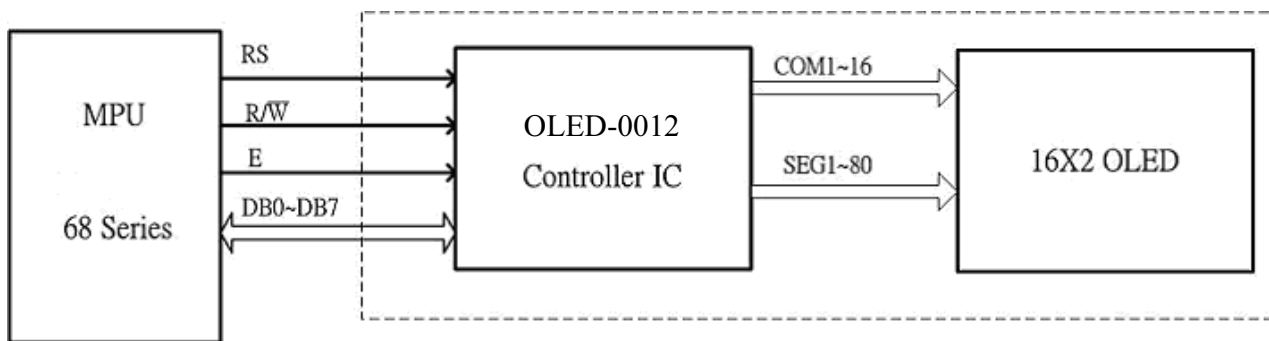 MPU
68 Series
RS
R/W̅
E
DB0~DB7
OLED-0012
Controller IC
COM1~16
SEG1~80
16X2 OLED